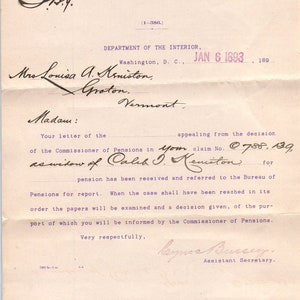 (1—3061.)
DEPARTMENT OF THE INTERIOR,
Washington, D. C., JAN 6 1893, 189
Mrs Louisa A. Keniston,
Groton,
Vermont.
Madam:
Your letter of the appealing from the decision
of the Commissioner of Pensions in your claim No. 788.139
as widow of Caleb I. Keniston for
pension has been received and referred to the Bureau of
Pensions for report. When the case shall have been reached in its
order the papers will be examined and a decision given, of the pur-
port of which you will be informed by the Commissioner of Pensions.
Very respectfully,
Cyrus Bussey
Assistant Secretary.